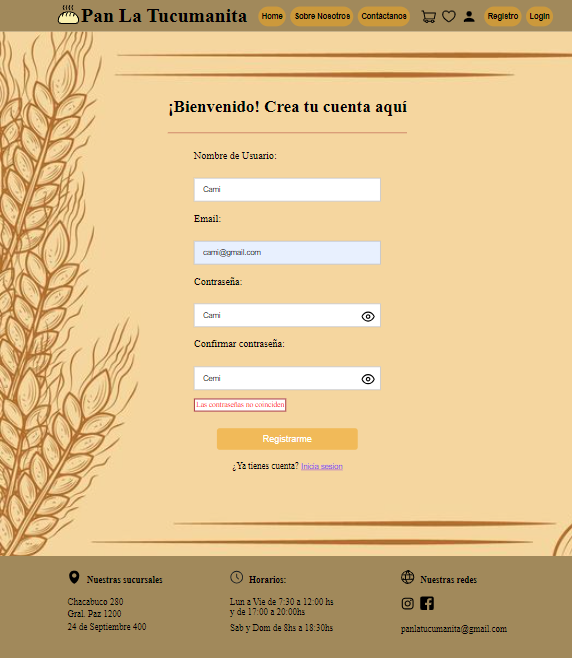 Pan La Tucumanita
Home
Sobre Nosotros
Contáctanos
Registro
Login
¡Bienvenido! Crea tu cuenta aquí
Nombre de Usuario:
Cami
Email:
cami@gmail.com
Contraseña:
Cami
Confirmar contraseña:
Cemi
Las contraseñas no coinciden
Registrarme
¿Ya tienes cuenta? Inicia sesion
Nuestras sucursales
Chacabuco 280
Gral. Paz 1200
24 de Septiembre 400
Horarios:
Lun a Vie de 7:30 a 12:00 hs
y de 17:00 a 20:00hs
Sab y Dom de 8hs a 18:30hs
Nuestras redes
panlatucumanita@gmail.com